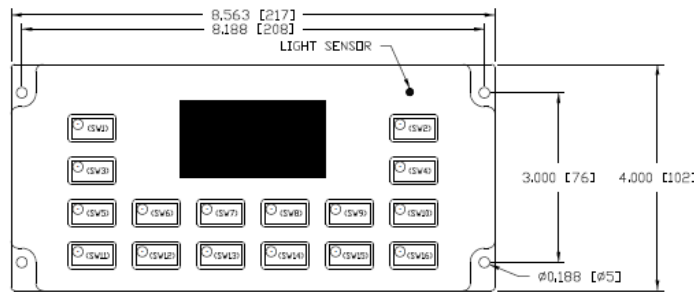 8.563 [217]
8.188 [208]
LIGHT SENSOR
(SW1) (SW2)
(SW3) (SW4)
3.000 [76] 4.000 [102]
(SW5) (SW6) (SW7) (SW8) (SW9) (SW10)
(SW11) (SW12) (SW13) (SW14) (SW15) (SW16)
Ø0.188 [Ø5]